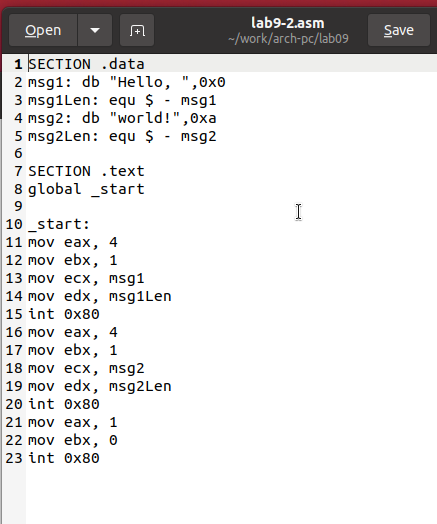 Open
lab9-2.asm
~/work/arch-pc/lab09
Save
1 SECTION .data
2 msg1: db "Hello, ",0x0
3 msg1Len: equ $ - msg1
4 msg2: db "world!",0xa
5 msg2Len: equ $ - msg2
6
7 SECTION .text
8 global _start
9
10 _start:
11 mov eax, 4
12 mov ebx, 1
13 mov ecx, msg1
14 mov edx, msg1Len
15 int 0x80
16 mov eax, 4
17 mov ebx, 1
18 mov ecx, msg2
19 mov edx, msg2Len
20 int 0x80
21 mov eax, 1
22 mov ebx, 0
23 int 0x80